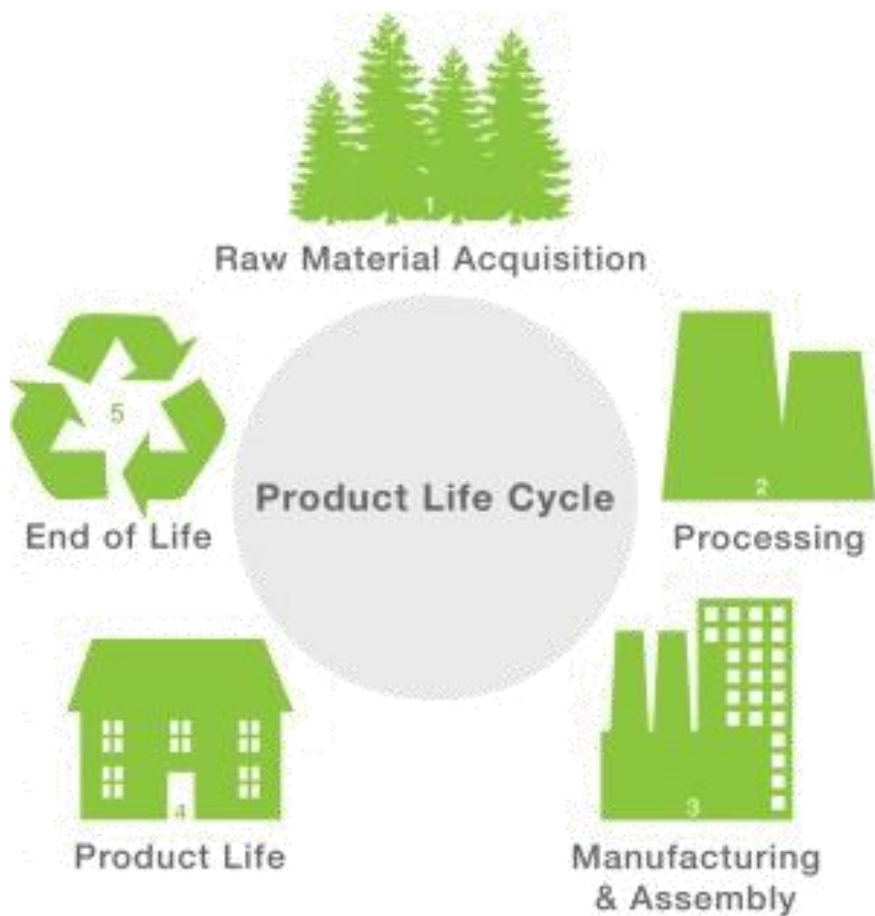 1
Raw Material Acquisition
5
End of Life
Product Life Cycle
2
Processing
4
Product Life
3
Manufacturing
& Assembly